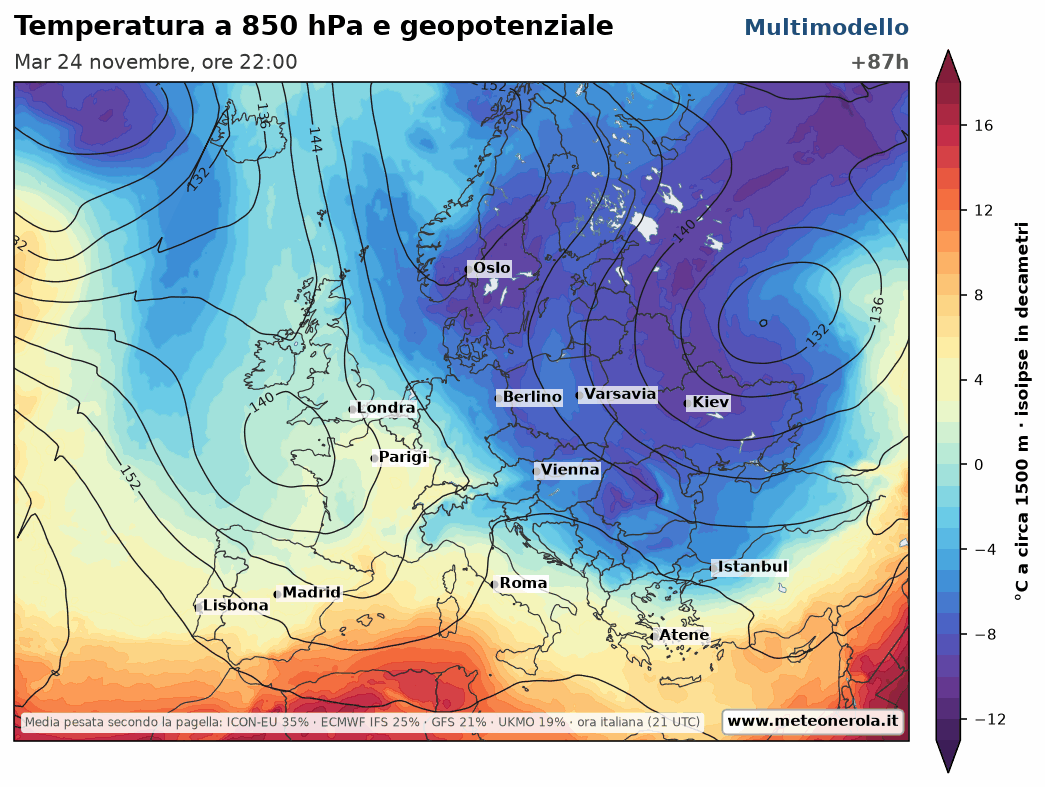 Temperatura a 850 hPa e geopotenziale
Multimodello
Mar 24 novembre, ore 22:00
+87h
152
136
144
132
32
140
Oslo
136
132
Berlino
Varsavia
Kiev
140
Londra
Parigi
Vienna
152
Istanbul
Roma
Madrid
Lisbona
Atene
Media pesata secondo la pagella: ICON-EU 35% · ECMWF IFS 25% · GFS 21% · UKMO 19% · ora italiana (21 UTC)
www.meteonerola.it
16
12
8
4
0
−4
−8
−12
°C a circa 1500 m · isoipse in decametri